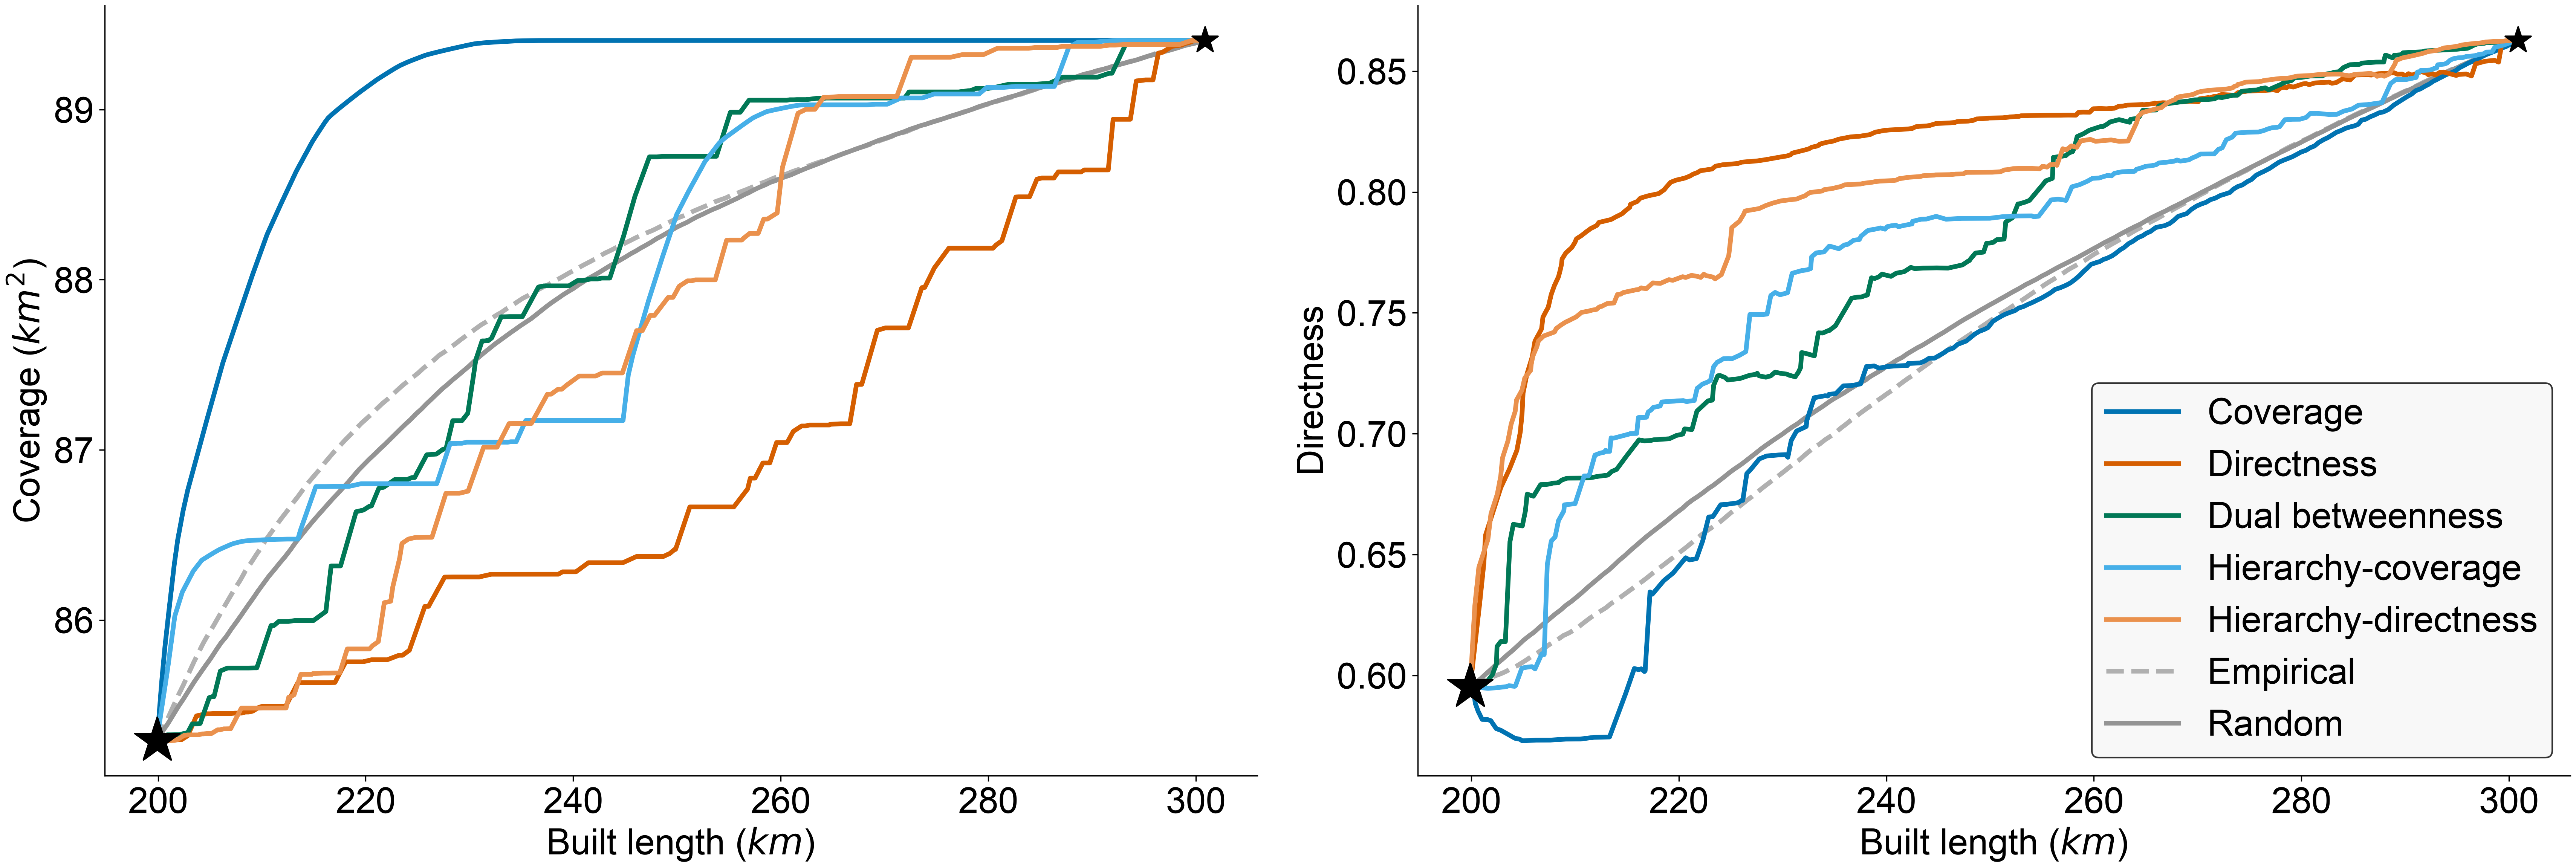 89
88
87
86
Coverage (km²)
200
220
240
260
280
300
Built length (km)
0.85
0.80
0.75
0.70
0.65
0.60
Directness
200
220
240
260
280
300
Built length (km)
Coverage
Directness
Dual betweenness
Hierarchy-coverage
Hierarchy-directness
Empirical
Random